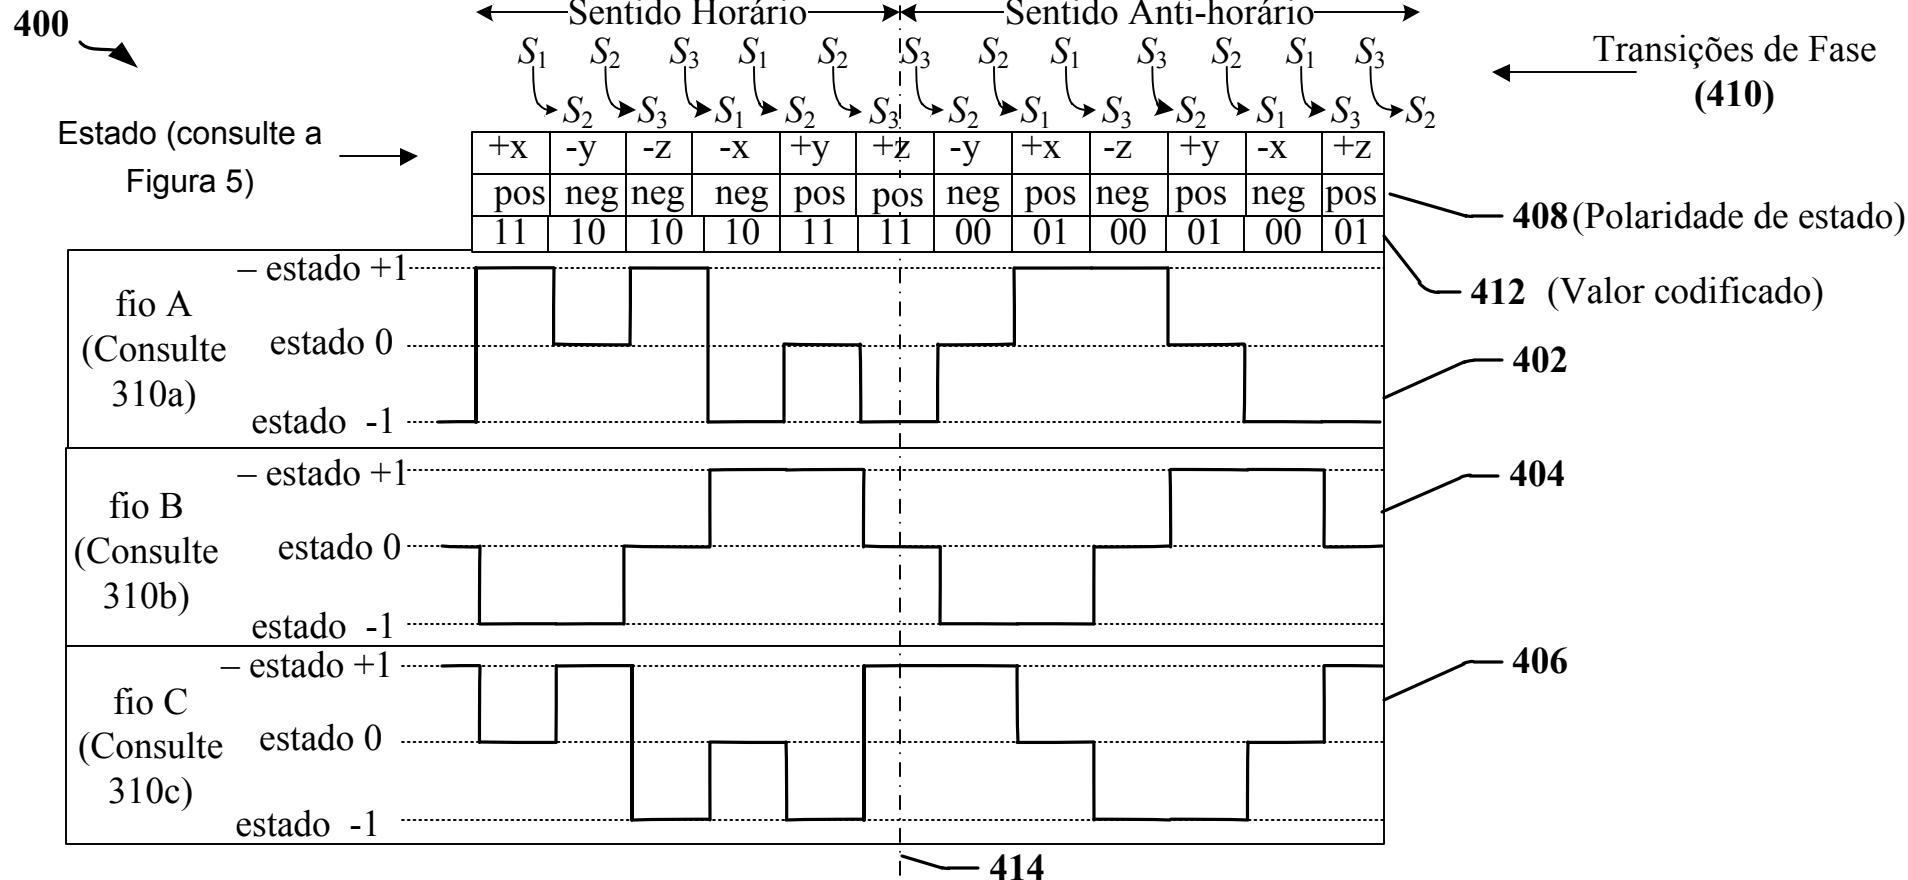 400
Sentido Horário
Sentido Anti-horário
S1 S2 S3 S1 S2 S3 S2 S1 S3 S2 S1 S3
S2 S3 S1 S2 S3 S2 S1 S3 S2 S1 S3 S2
Transições de Fase
(410)
Estado (consulte a
Figura 5)
+x -y -z -x +y +z -y +x -z +y -x +z
pos neg neg neg pos pos neg pos neg pos neg pos
408 (Polaridade de estado)
11 10 10 10 11 11 00 01 00 01 00 01
412 (Valor codificado)
fio A
(Consulte
310a)
– estado +1
estado 0
estado -1
402
fio B
(Consulte
310b)
– estado +1
estado 0
estado -1
404
fio C
(Consulte
310c)
– estado +1
estado 0
estado -1
406
414